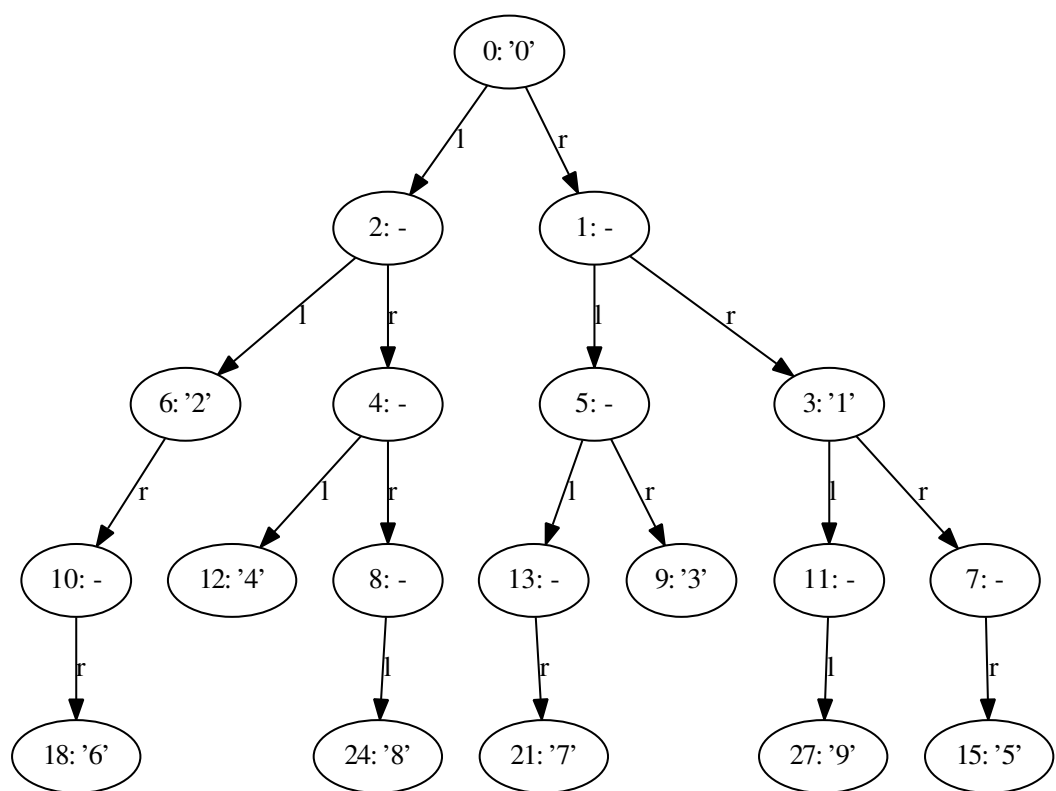 0: ’0’
l
r
2: -
1: -
l
r
l
r
6: ’2’
4: -
5: -
3: ’1’
r
l
r
l
r
l
r
10: -
12: ’4’
8: -
13: -
9: ’3’
11: -
7: -
r
l
r
l
r
18: ’6’
24: ’8’
21: ’7’
27: ’9’
15: ’5’